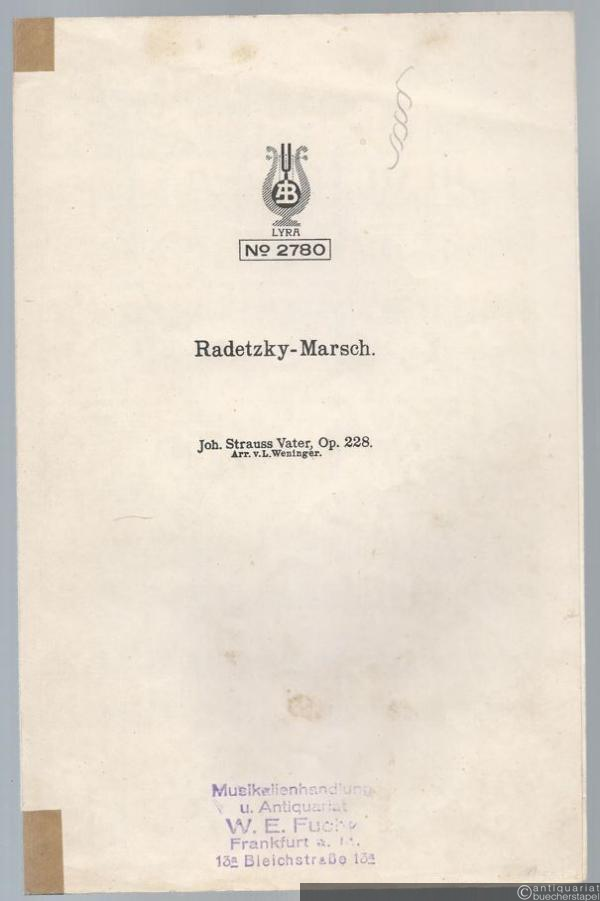 AB
LYRA
No 2780
Radetzky-Marsch.
Joh. Strauss Vater, Op. 228.
Arr. v. L. Weninger.
Musikalienhandlung
u. Antiquariat
W. E. Fuchs
Frankfurt a. M.
13a Bleichstraße 13a
©antiquariat
buecherstapel